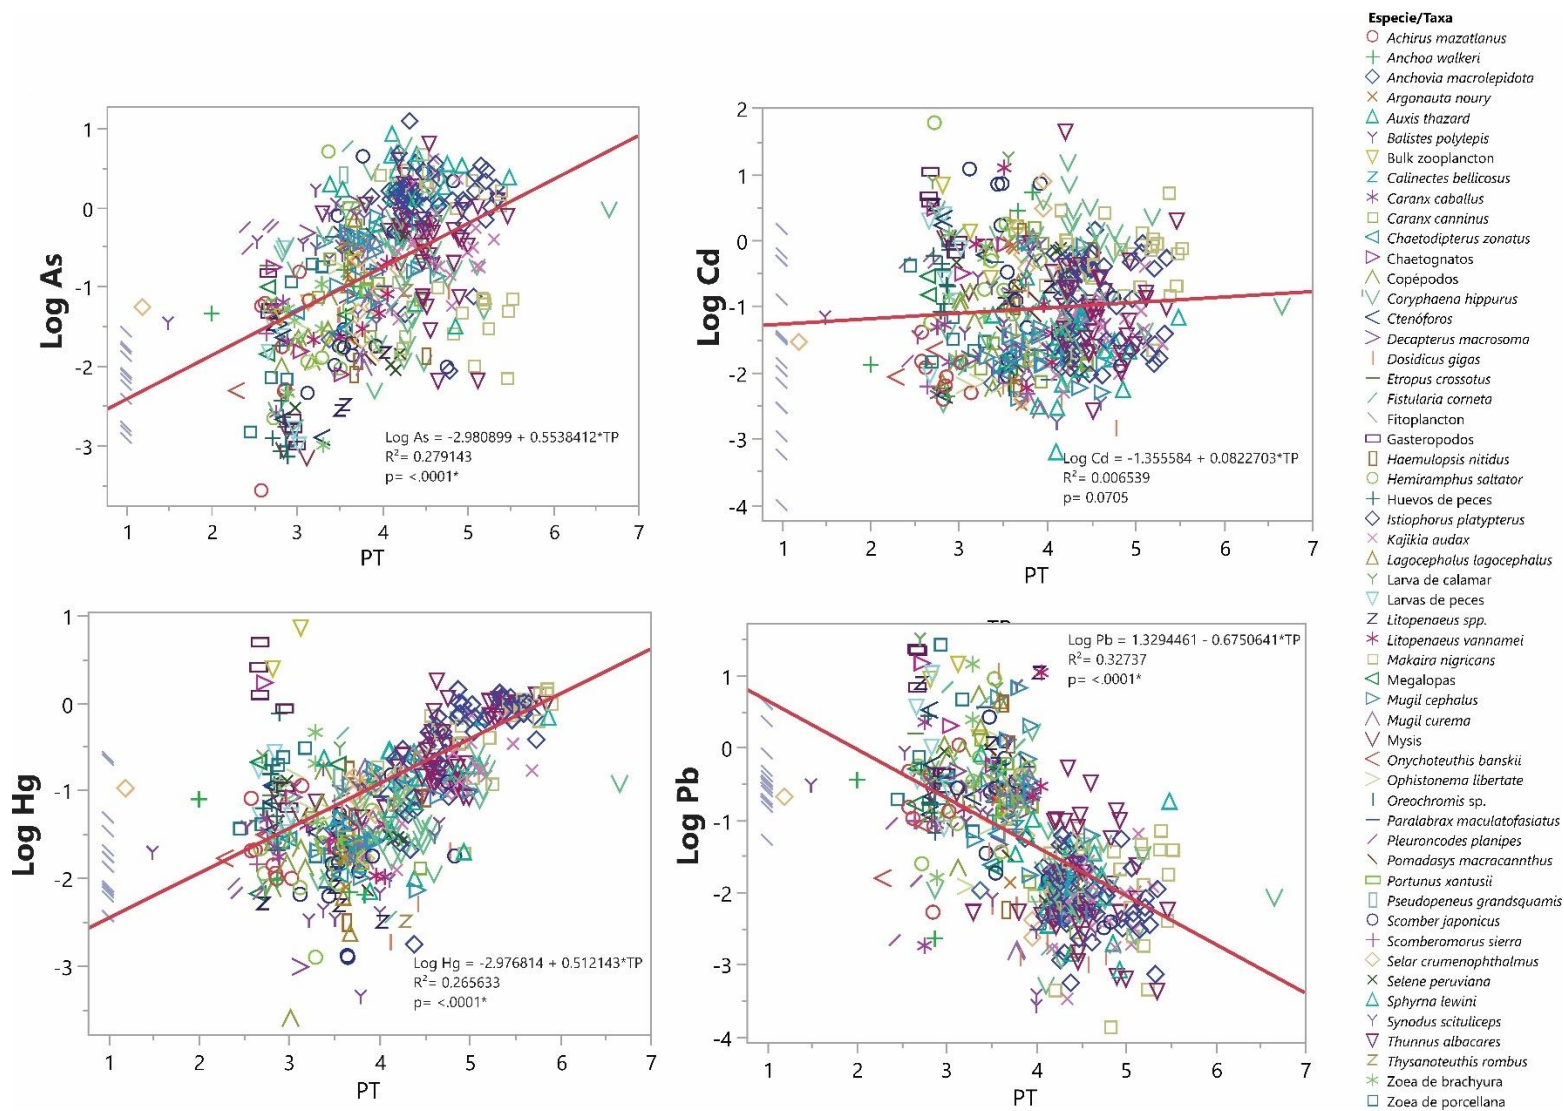 Log As
1
0
-1
-2
-3
Log As = -2.980899 + 0.5538412*TP
R²= 0.279143
p= <.0001*
1 2 3 4 5 6 7
PT
Log Cd
2
1
0
-1
-2
-3
-4
Log Cd = -1.355584 + 0.0822703*TP
R²= 0.006539
p= 0.0705
1 2 3 4 5 6 7
PT
Log Hg
1
0
-1
-2
-3
Log Hg = -2.976814 + 0.512143*TP
R²= 0.265633
p= <.0001*
1 2 3 4 5 6 7
PT
Log Pb
1
0
-1
-2
-3
-4
Log Pb = 1.3294461 - 0.6750641*TP
R²= 0.32737
p= <.0001*
1 2 3 4 5 6 7
PT
Especie/Taxa
Achirus mazatlanus
Anchoa walkeri
Anchovia macrolepidota
Argonauta noury
Auxis thazard
Balistes polylepis
Bulk zooplancton
Calinectes bellicosus
Caranx caballus
Caranx canninus
Chaetodipterus zonatus
Chaetognatos
Copépodos
Coryphaena hippurus
Ctenóforos
Decapterus macrosoma
Dosidicus gigas
Etropus crossotus
Fistularia corneta
Fitoplancton
Gasteropodos
Haemulopsis nitidus
Hemiramphus saltator
Huevos de peces
Istiophorus platypterus
Kajikia audax
Lagocephalus lagocephalus
Larva de calamar
Larvas de peces
Litopenaeus spp.
Litopenaeus vannamei
Makaira nigricans
Megalopas
Mugil cephalus
Mugil curema
Mysis
Onychoteuthis banskii
Ophistonema libertate
Oreochromis sp.
Paralabrax maculatofasiatus
Pleuroncodes planipes
Pomadasys macracannthus
Portunus xantusii
Pseudopeneus grandsquamis
Scomber japonicus
Scomberomorus sierra
Selar crumenophthalmus
Selene peruviana
Sphyrna lewini
Synodus scituliceps
Thunnus albacares
Thysanoteuthis rombus
Zoea de brachyura
Zoea de porcellana